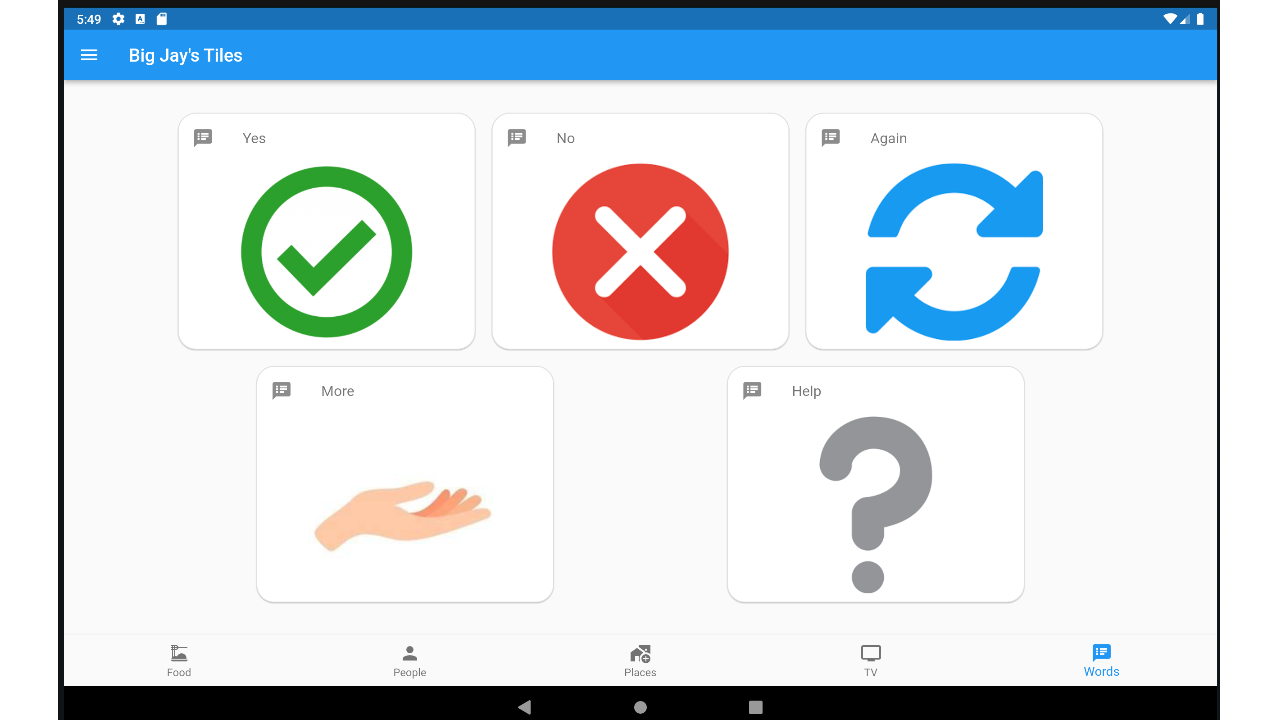 5:49
Big Jay's Tiles
Yes
No
Again
More
Help
Food
People
Places
TV
Words